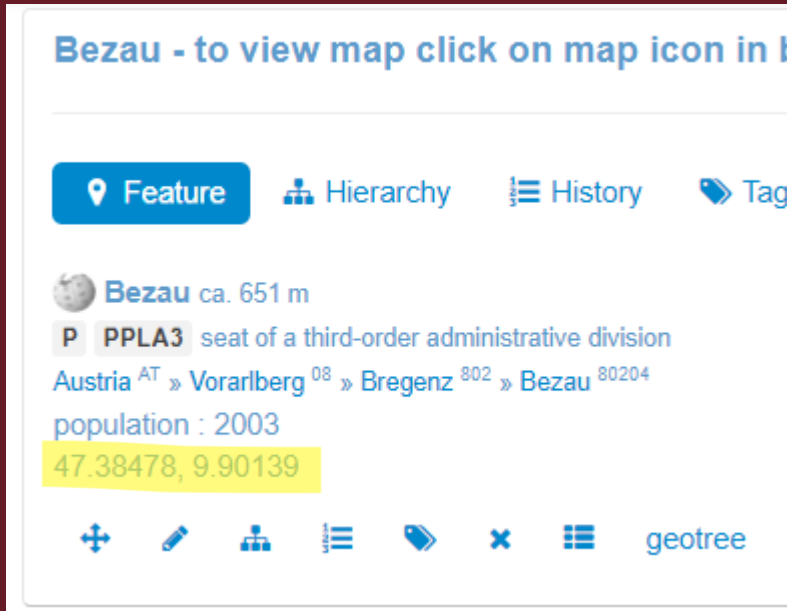 Bezau - to view map click on map icon in
Feature Hierarchy History Tag
Bezau ca. 651 m
P PPLA3 seat of a third-order administrative division
Austria AT » Vorarlberg 08 » Bregenz 802 » Bezau 80204
population : 2003
47.38478, 9.90139
geotree